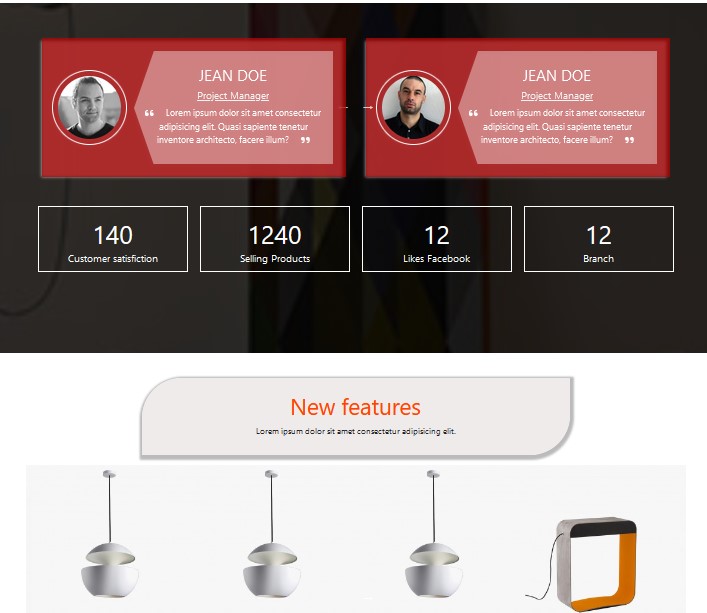 JEAN DOE
Project Manager
“ Lorem ipsum dolor sit amet consectetur
adipisicing elit. Quasi sapiente tenetur
inventore architecto, facere illum? ”
JEAN DOE
Project Manager
“ Lorem ipsum dolor sit amet consectetur
adipisicing elit. Quasi sapiente tenetur
inventore architecto, facere illum? ”
140
Customer satisfiction
1240
Selling Products
12
Likes Facebook
12
Branch
New features
Lorem ipsum dolor sit amet consectetur adipisicing elit.